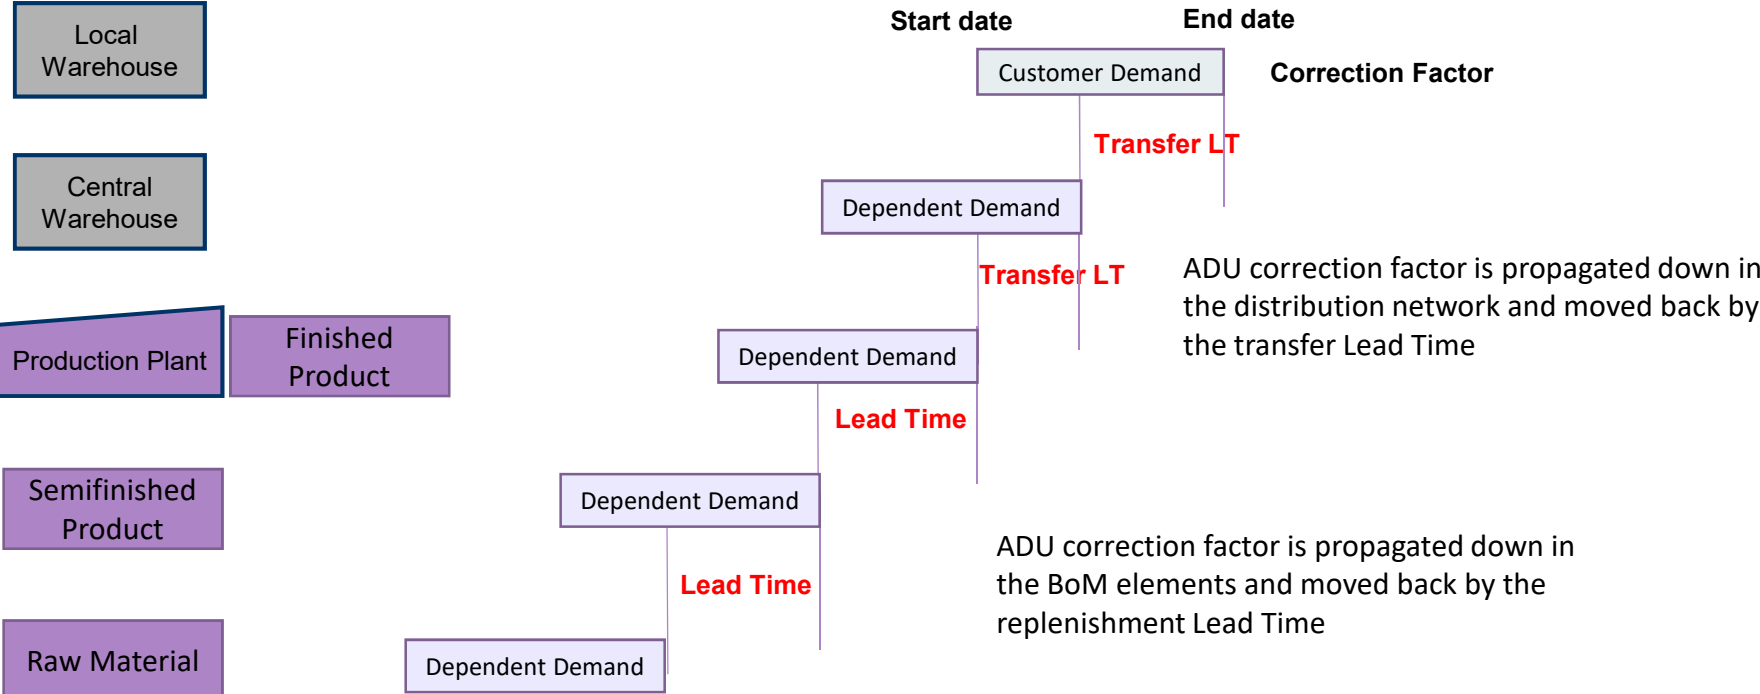 Start date
End date
Local
Warehouse
Customer Demand
Correction Factor
Transfer LT
Central
Warehouse
Dependent Demand
Transfer LT
ADU correction factor is propagated down in
the distribution network and moved back by
the transfer Lead Time
Production Plant
Finished
Product
Dependent Demand
Lead Time
Semifinished
Product
Dependent Demand
Lead Time
ADU correction factor is propagated down in
the BoM elements and moved back by the
replenishment Lead Time
Raw Material
Dependent Demand